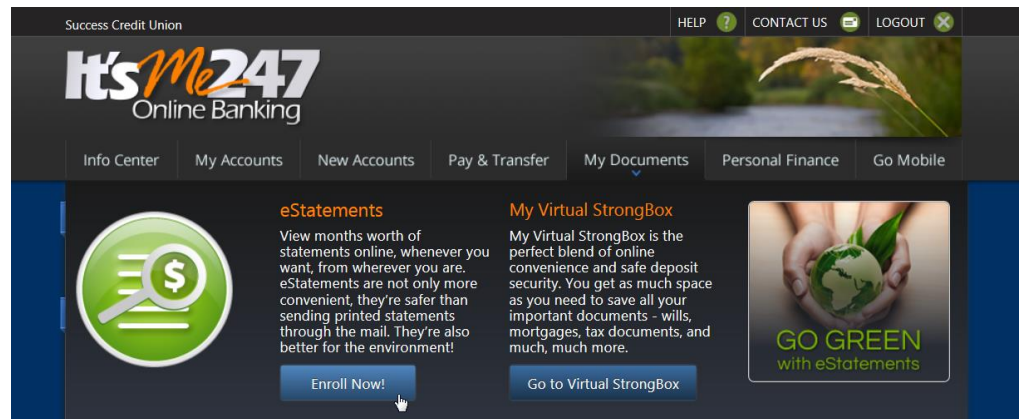 Success Credit Union
HELP ? CONTACT US LOGOUT
It'sMe247
Online Banking
Info Center My Accounts New Accounts Pay & Transfer My Documents Personal Finance Go Mobile
eStatements
View months worth of
statements online, whenever you
want, from wherever you are.
eStatements are not only more
convenient, they're safer than
sending printed statements
through the mail. They're also
better for the environment!
Enroll Now!
My Virtual StrongBox
My Virtual StrongBox is the
perfect blend of online
convenience and safe deposit
security. You get as much space
as you need to save all your
important documents - wills,
mortgages, tax documents, and
much, much more.
Go to Virtual StrongBox
$
GO GREEN
with eStatements